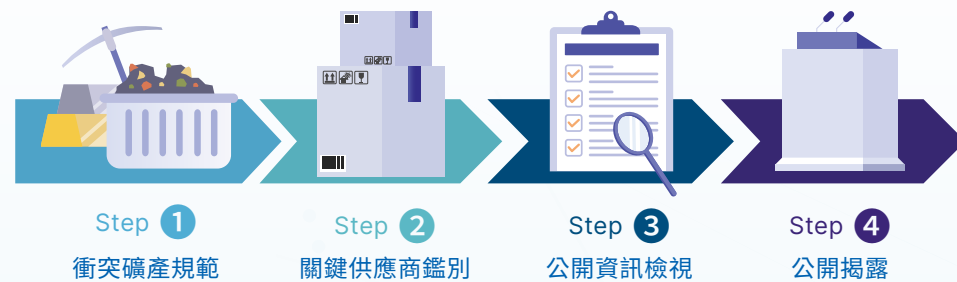 Step 1
衝突礦產規範
Step 2
關鍵供應商鑑別
Step 3
公開資訊檢視
Step 4
公開揭露